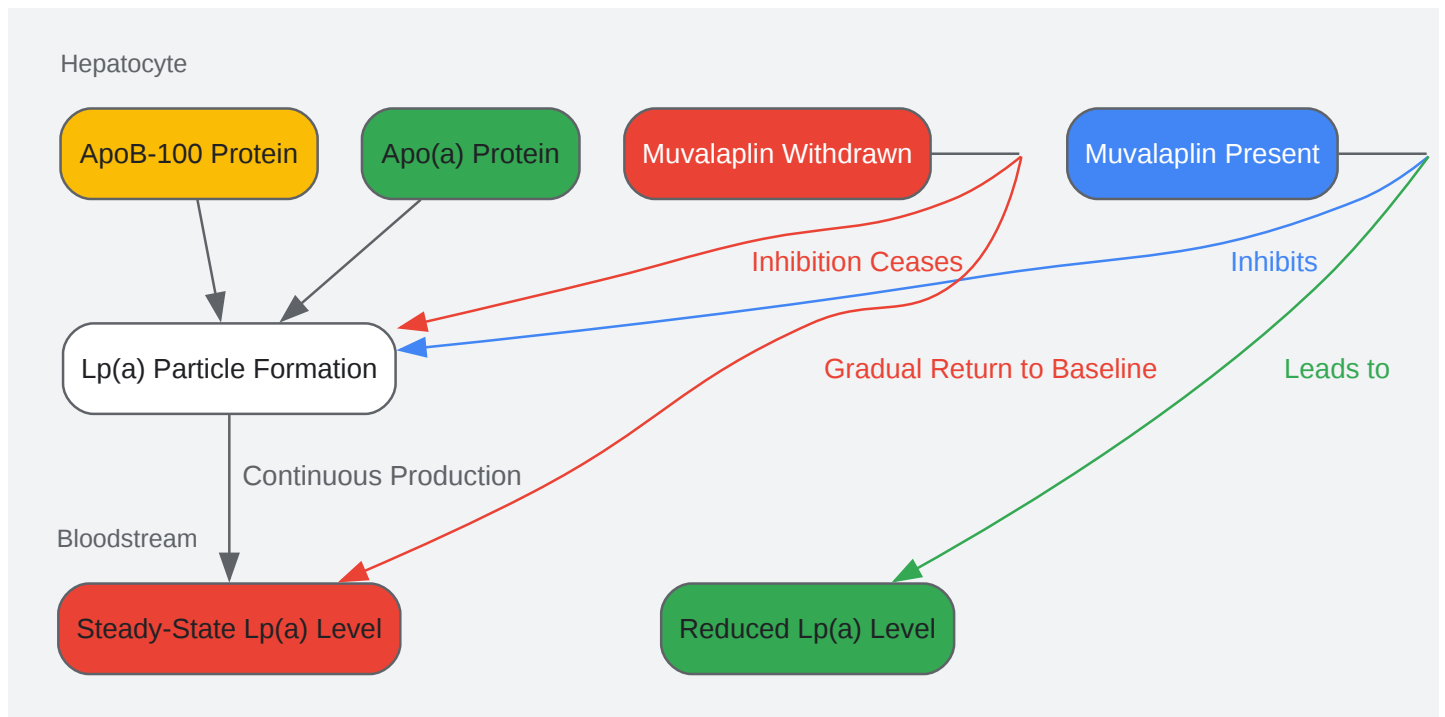 Hepatocyte
ApoB-100 Protein
Apo(a) Protein
Muvalaplin Withdrawn
Muvalaplin Present
Inhibition Ceases
Inhibits
Lp(a) Particle Formation
Gradual Return to Baseline
Leads to
Continuous Production
Bloodstream
Steady-State Lp(a) Level
Reduced Lp(a) Level